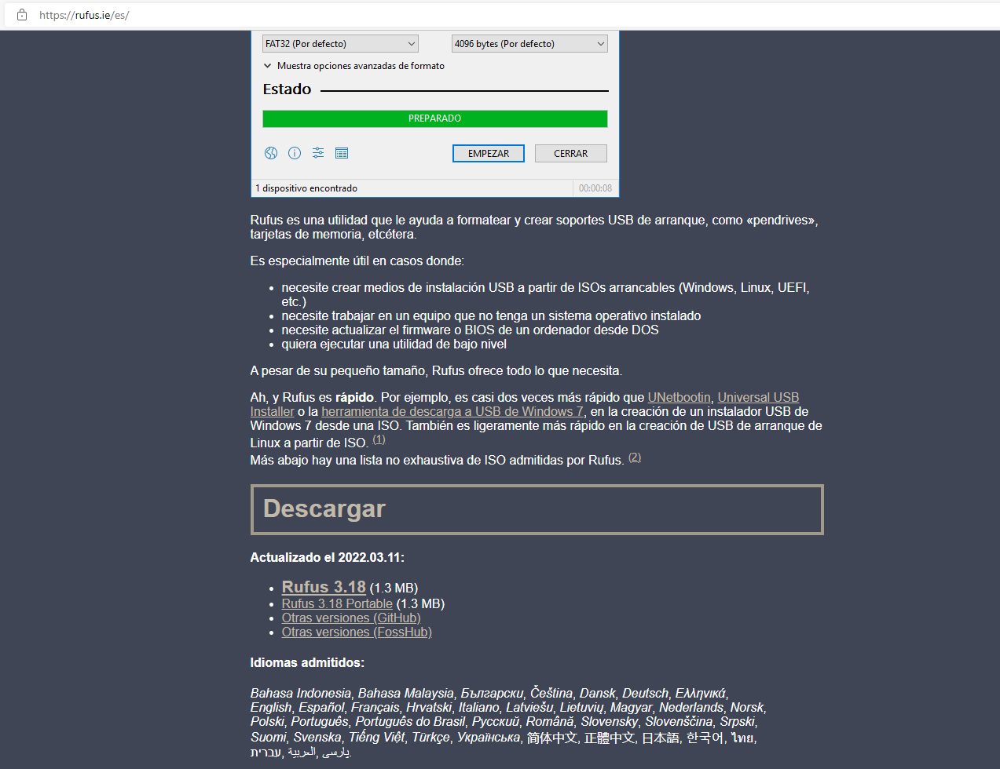 https://rufus.ie/es/
FAT32 (Por defecto) 4096 bytes (Por defecto)
Muestra opciones avanzadas de formato
Estado
PREPARADO
EMPEZAR CERRAR
1 dispositivo encontrado 00:00:08
Rufus es una utilidad que le ayuda a formatear y crear soportes USB de arranque, como «pendrives»,
tarjetas de memoria, etcétera.
Es especialmente útil en casos donde:
• necesite crear medios de instalación USB a partir de ISOs arrancables (Windows, Linux, UEFI,
etc.)
• necesite trabajar en un equipo que no tenga un sistema operativo instalado
• necesite actualizar el firmware o BIOS de un ordenador desde DOS
• quiera ejecutar una utilidad de bajo nivel
A pesar de su pequeño tamaño, Rufus ofrece todo lo que necesita.
Ah, y Rufus es rápido. Por ejemplo, es casi dos veces más rápido que UNetbootin, Universal USB
Installer o la herramienta de descarga a USB de Windows 7, en la creación de un instalador USB de
Windows 7 desde una ISO. También es ligeramente más rápido en la creación de USB de arranque de
Linux a partir de ISO. (1)
Más abajo hay una lista no exhaustiva de ISO admitidas por Rufus. (2)
Descargar
Actualizado el 2022.03.11:
• Rufus 3.18 (1.3 MB)
• Rufus 3.18 Portable (1.3 MB)
• Otras versiones (GitHub)
• Otras versiones (FossHub)
Idiomas admitidos:
Bahasa Indonesia, Bahasa Malaysia, Български, Čeština, Dansk, Deutsch, Ελληνικά,
English, Español, Français, Hrvatski, Italiano, Latviešu, Lietuvių, Magyar, Nederlands, Norsk,
Polski, Português, Português do Brasil, Русский, Română, Slovensky, Slovenščina, Srpski,
Suomi, Svenska, Tiếng Việt, Türkçe, Українська, 简体中文, 正體中文, 日本語, 한국어, ไทย,
עברית, العربية, پارسی.